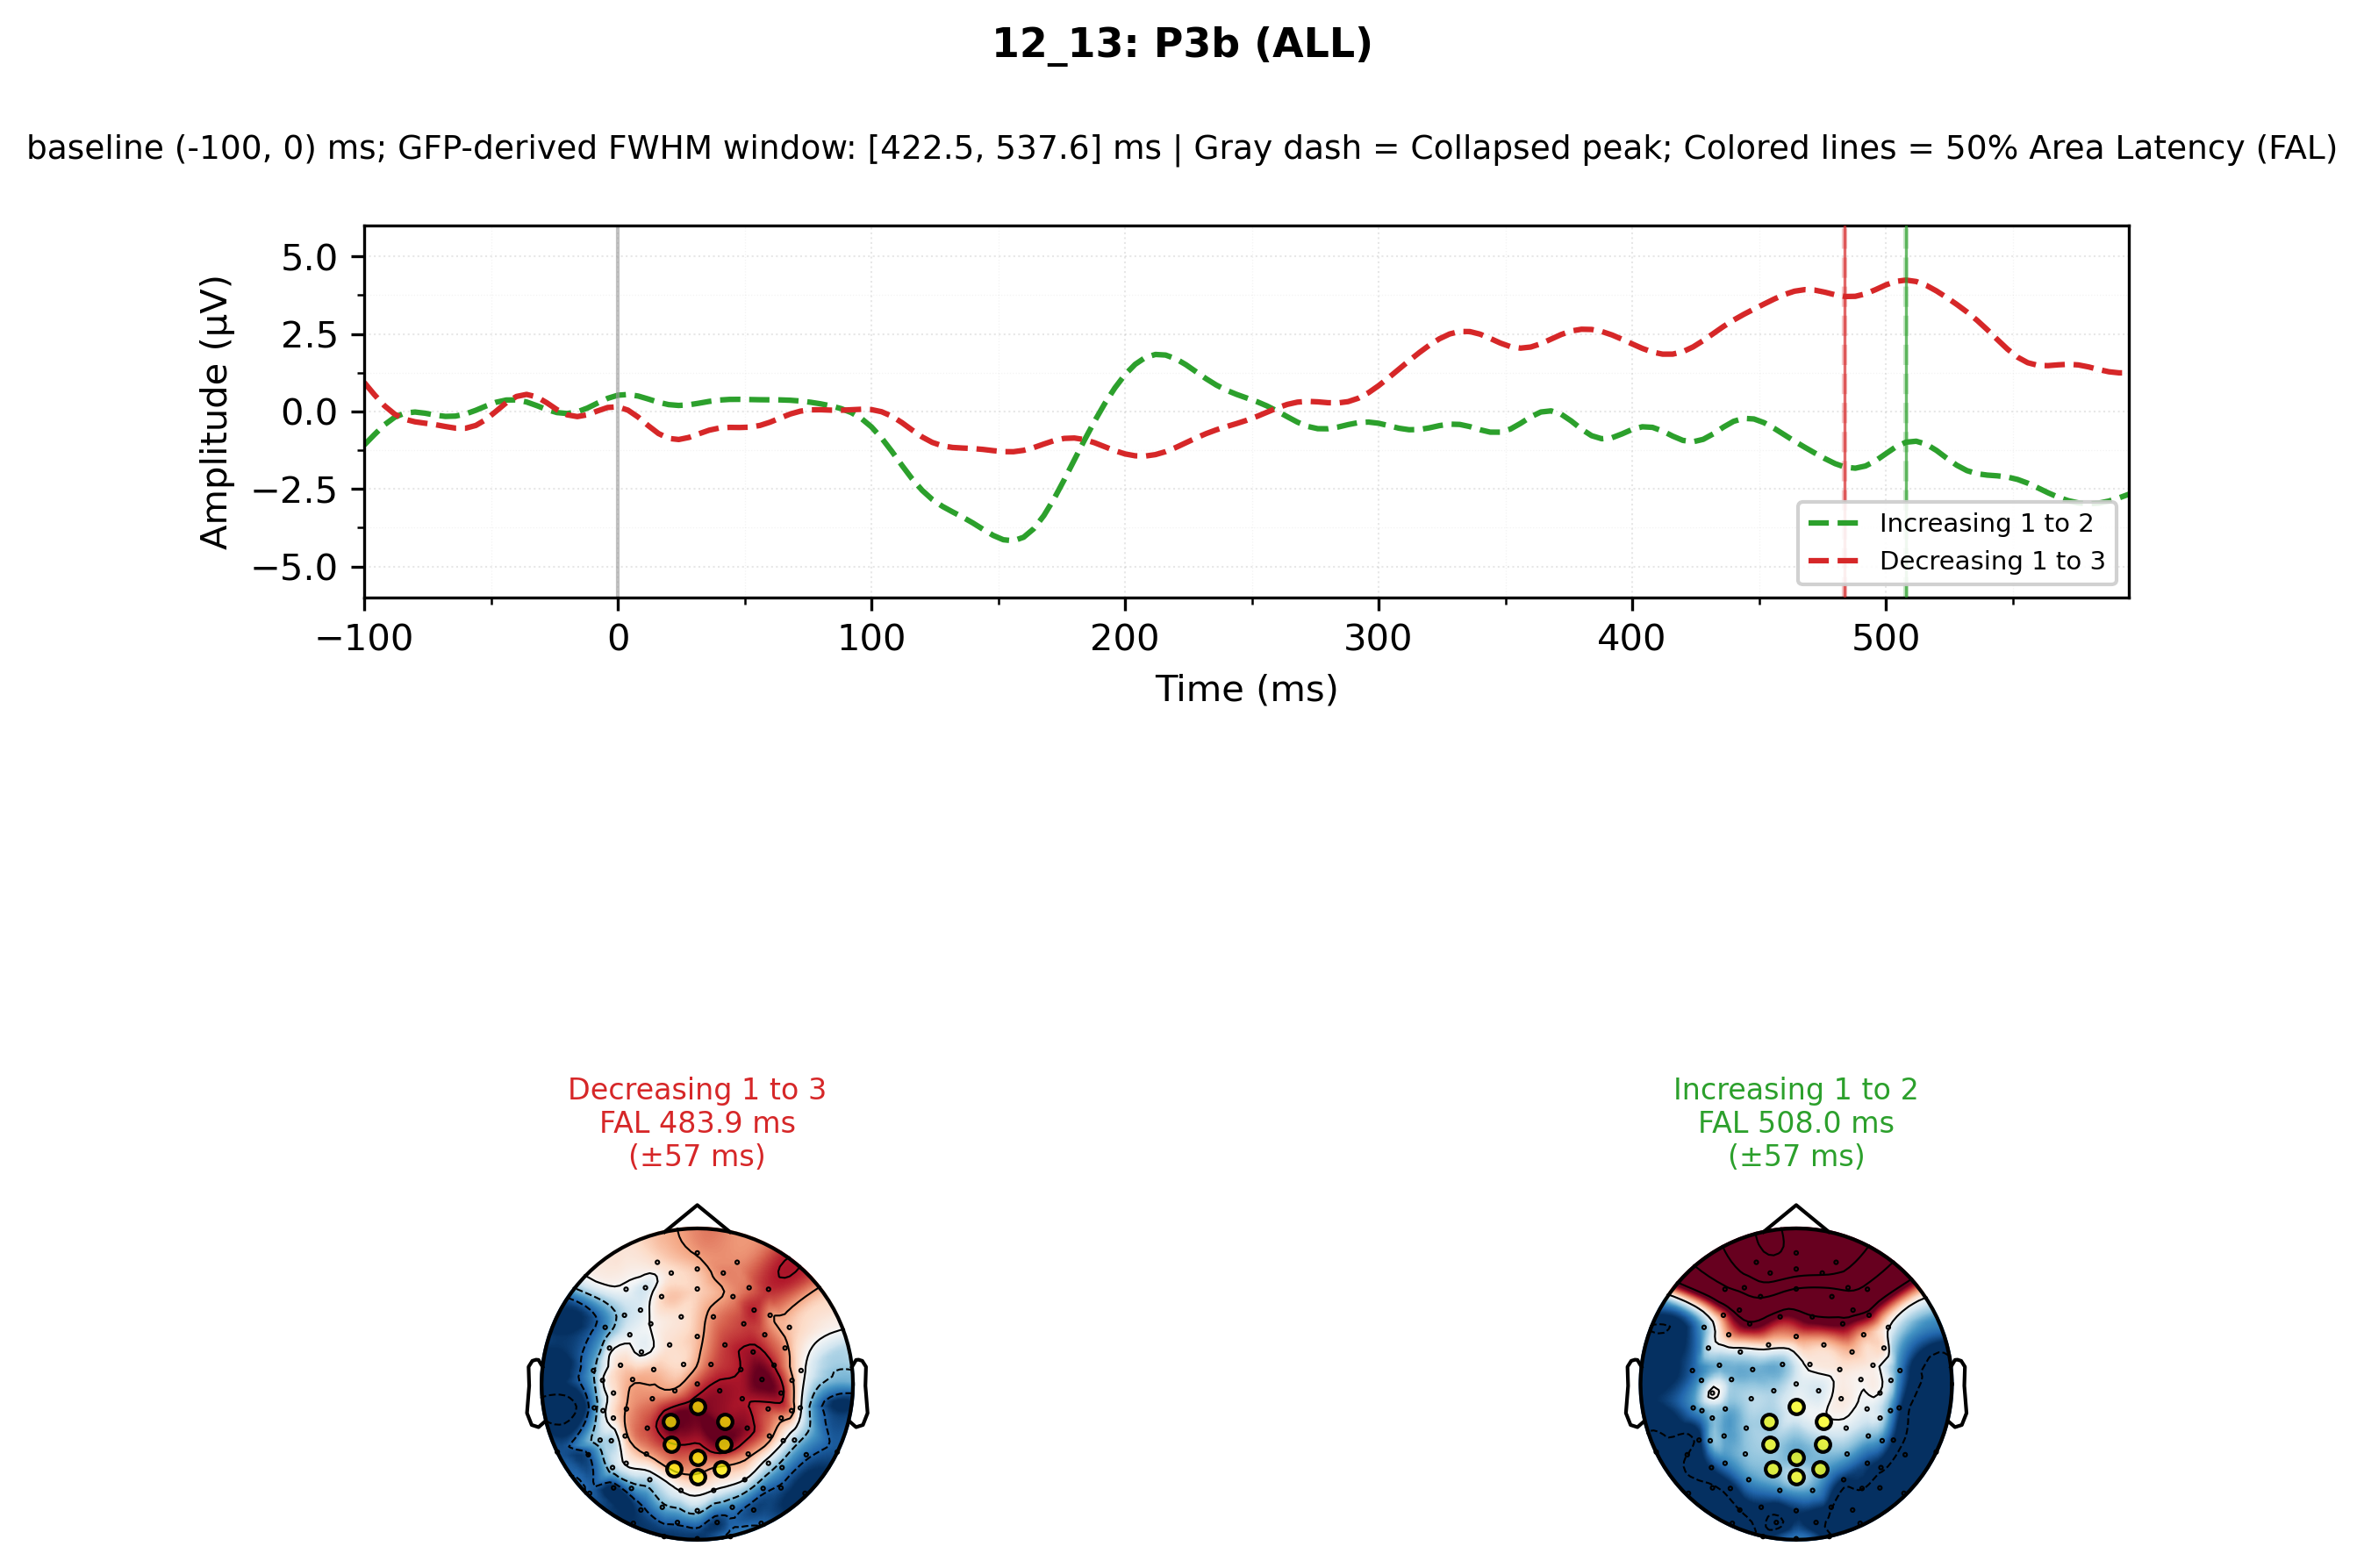 12_13: P3b (ALL)
baseline (-100, 0) ms; GFP-derived FWHM window: [422.5, 537.6] ms | Gray dash = Collapsed peak; Colored lines = 50% Area Latency (FAL)
Amplitude (µV)
5.0
2.5
0.0
−2.5
−5.0
Increasing 1 to 2
Decreasing 1 to 3
−100 0 100 200 300 400 500
Time (ms)
Decreasing 1 to 3
FAL 483.9 ms
(±57 ms)
Increasing 1 to 2
FAL 508.0 ms
(±57 ms)